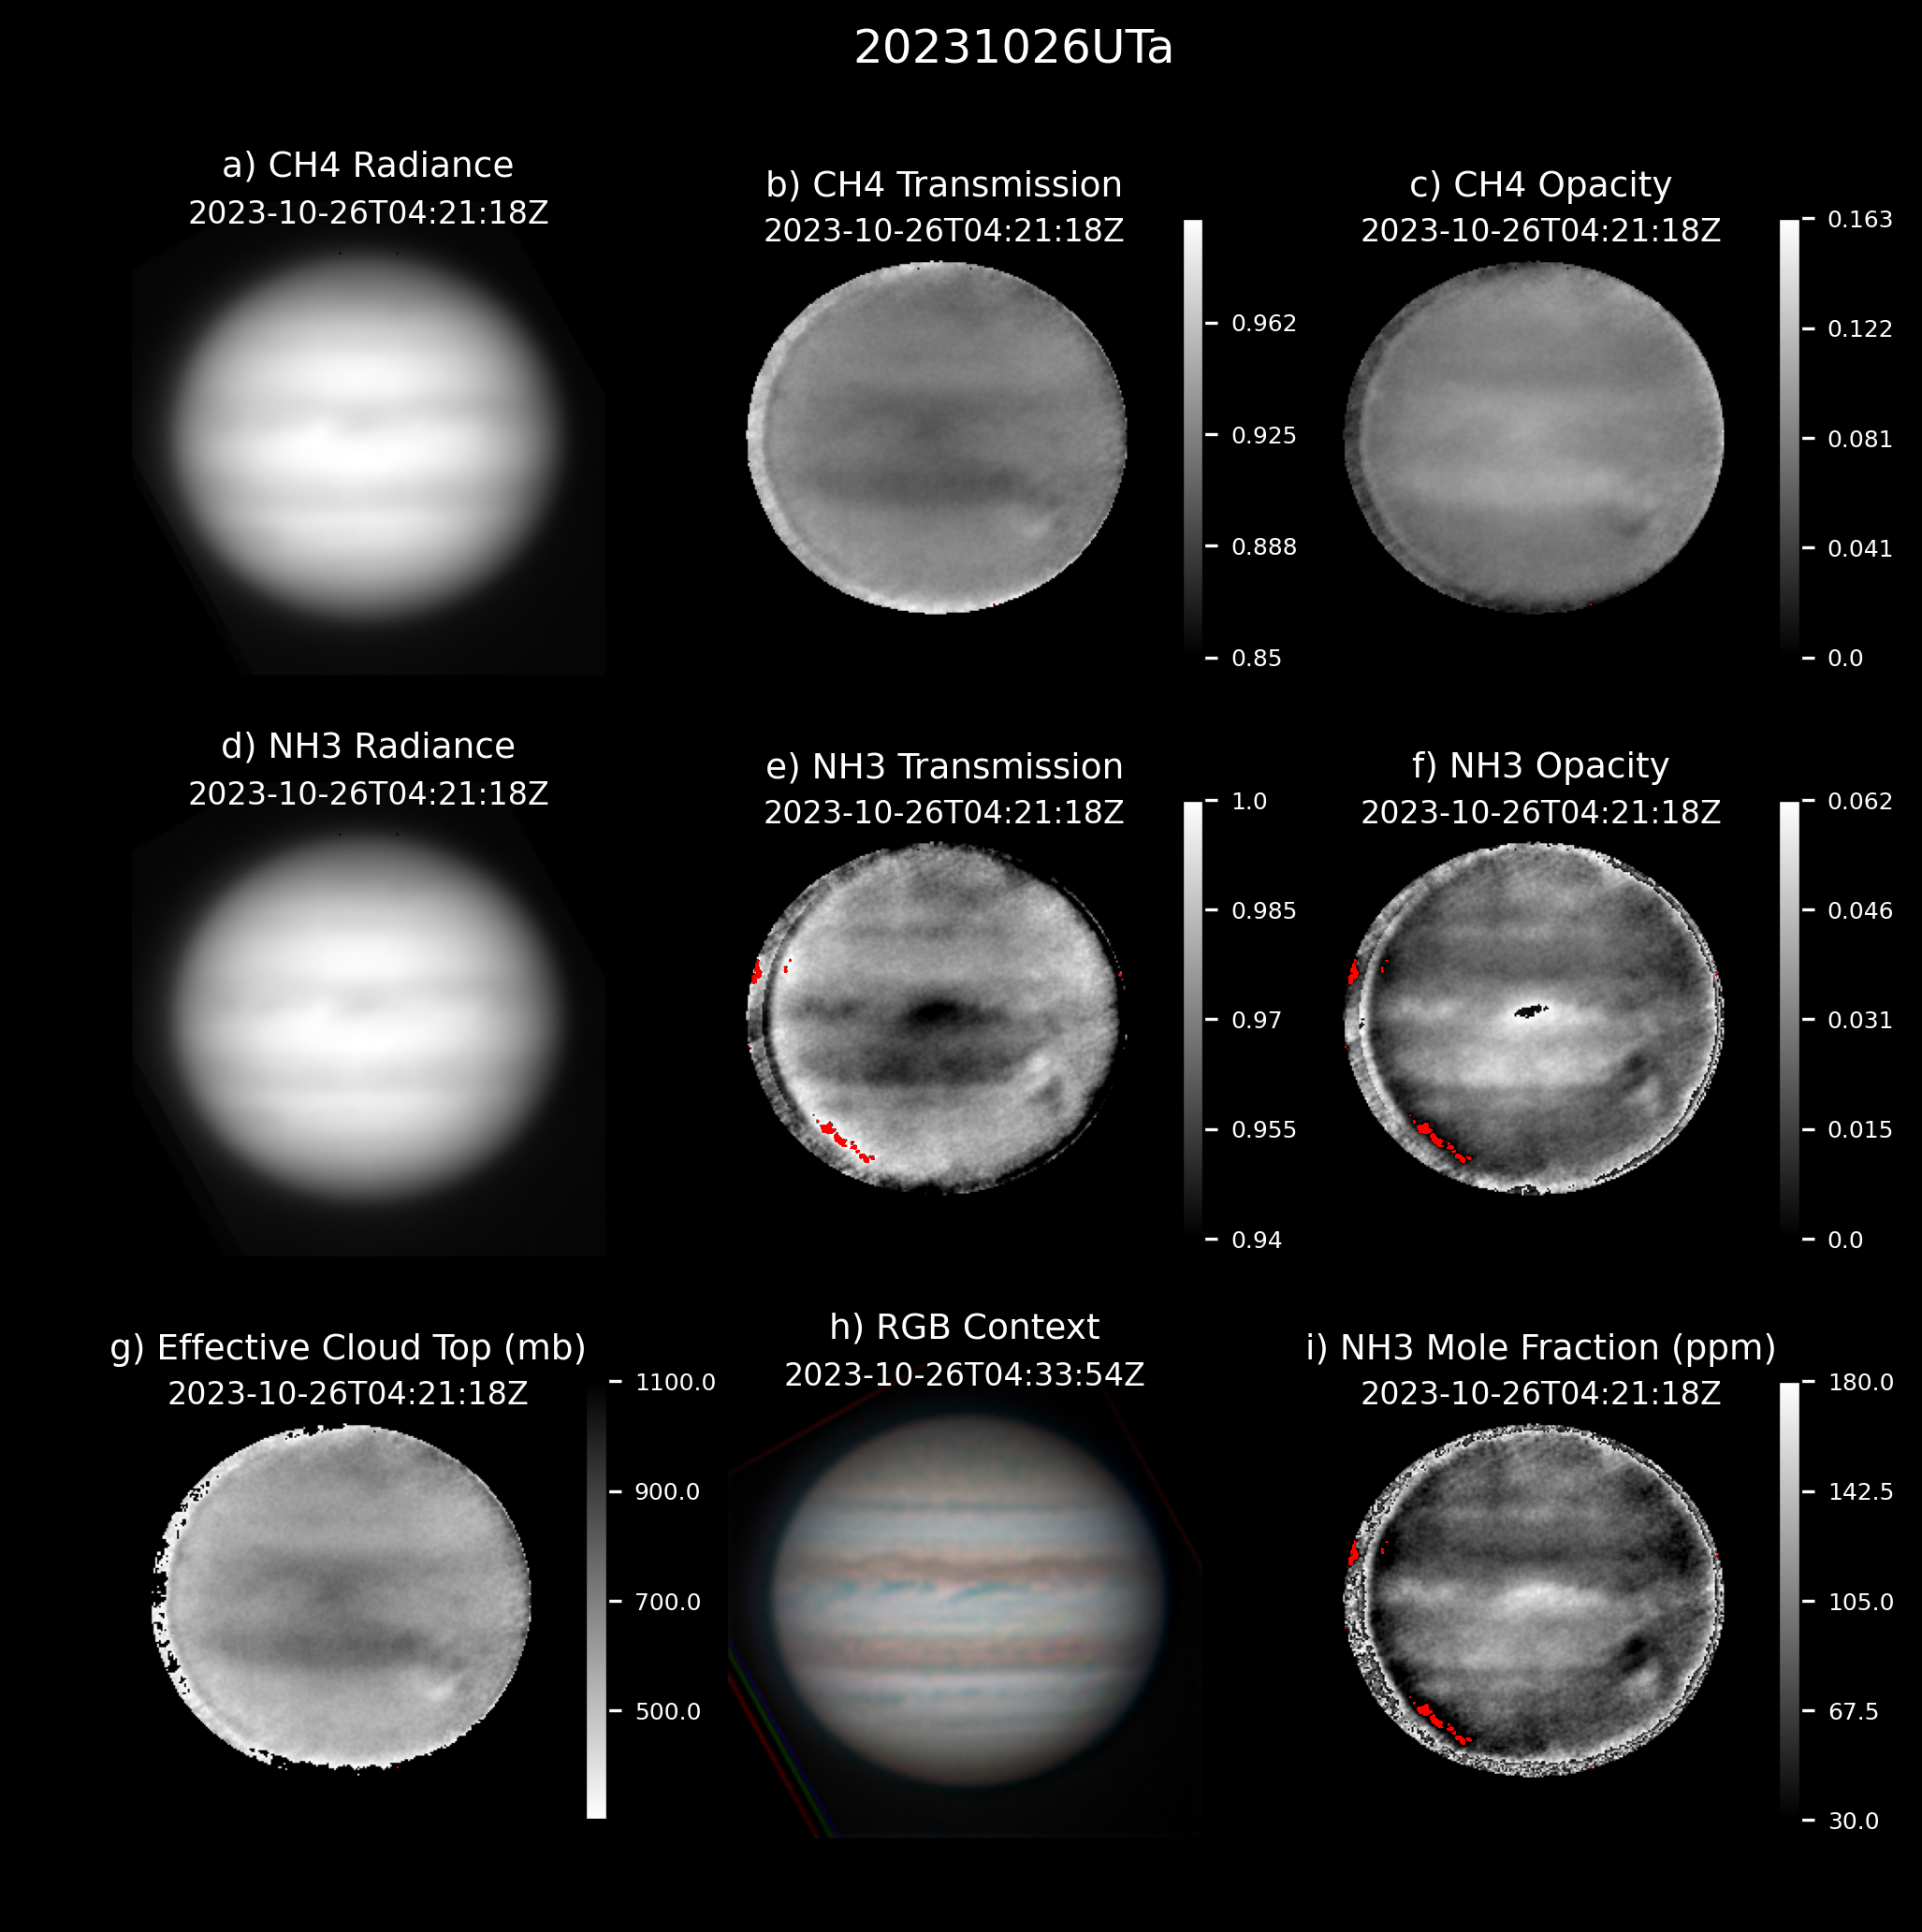 20231026UTa
a) CH4 Radiance
2023-10-26T04:21:18Z
b) CH4 Transmission
2023-10-26T04:21:18Z
0.962
0.925
0.888
0.85
c) CH4 Opacity
2023-10-26T04:21:18Z
0.163
0.122
0.081
0.041
0.0
d) NH3 Radiance
2023-10-26T04:21:18Z
e) NH3 Transmission
2023-10-26T04:21:18Z
1.0
0.985
0.97
0.955
0.94
f) NH3 Opacity
2023-10-26T04:21:18Z
0.062
0.046
0.031
0.015
0.0
g) Effective Cloud Top (mb)
2023-10-26T04:21:18Z
1100.0
900.0
700.0
500.0
h) RGB Context
2023-10-26T04:33:54Z
i) NH3 Mole Fraction (ppm)
2023-10-26T04:21:18Z
180.0
142.5
105.0
67.5
30.0